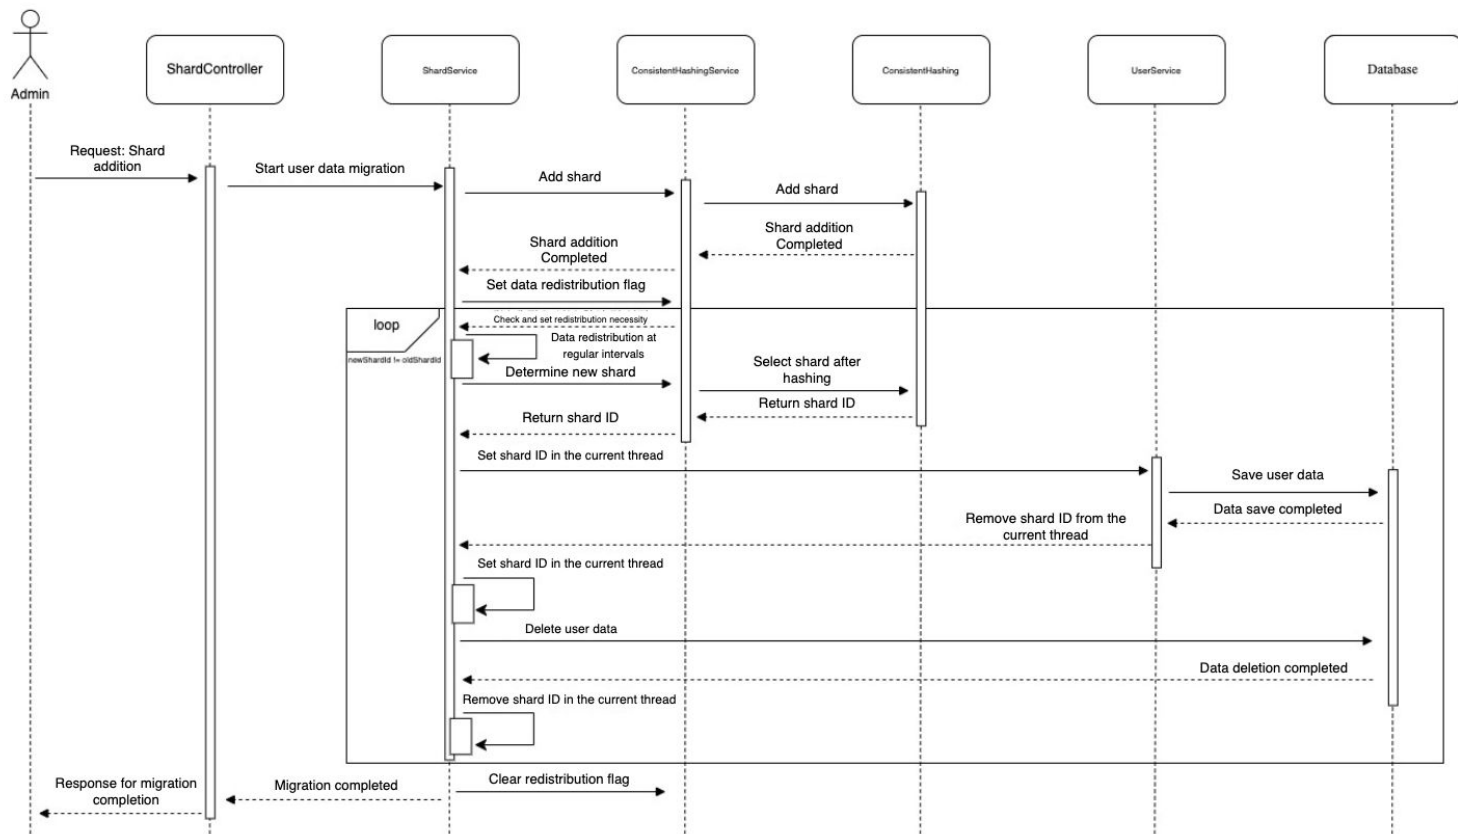 Admin
ShardController
ShardService
ConsistentHashingService
ConsistentHashing
UserService
Database
Request: Shard
addition
Start user data migration
Add shard
Add shard
Shard addition
Completed
Shard addition
Completed
Set data redistribution flag
loop
newShardId != oldShardId
Check and set redistribution necessity
Data redistribution at
regular intervals
Determine new shard
Select shard after
hashing
Return shard ID
Return shard ID
Set shard ID in the current thread
Save user data
Data save completed
Remove shard ID from the
current thread
Set shard ID in the current thread
Delete user data
Data deletion completed
Remove shard ID in the current thread
Clear redistribution flag
Migration completed
Response for migration
completion